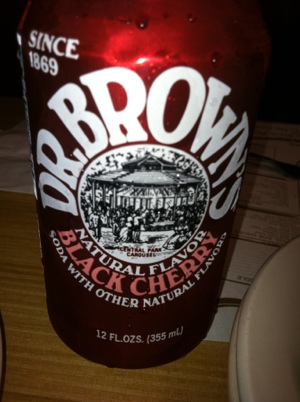 SINCE
1869
DR. BROWN'S
CENTRAL PARK
CAROUSEL
NATURAL FLAVOR
BLACK CHERRY
SODA WITH OTHER NATURAL FLAVORS
12 FL.OZS. (355 mL)